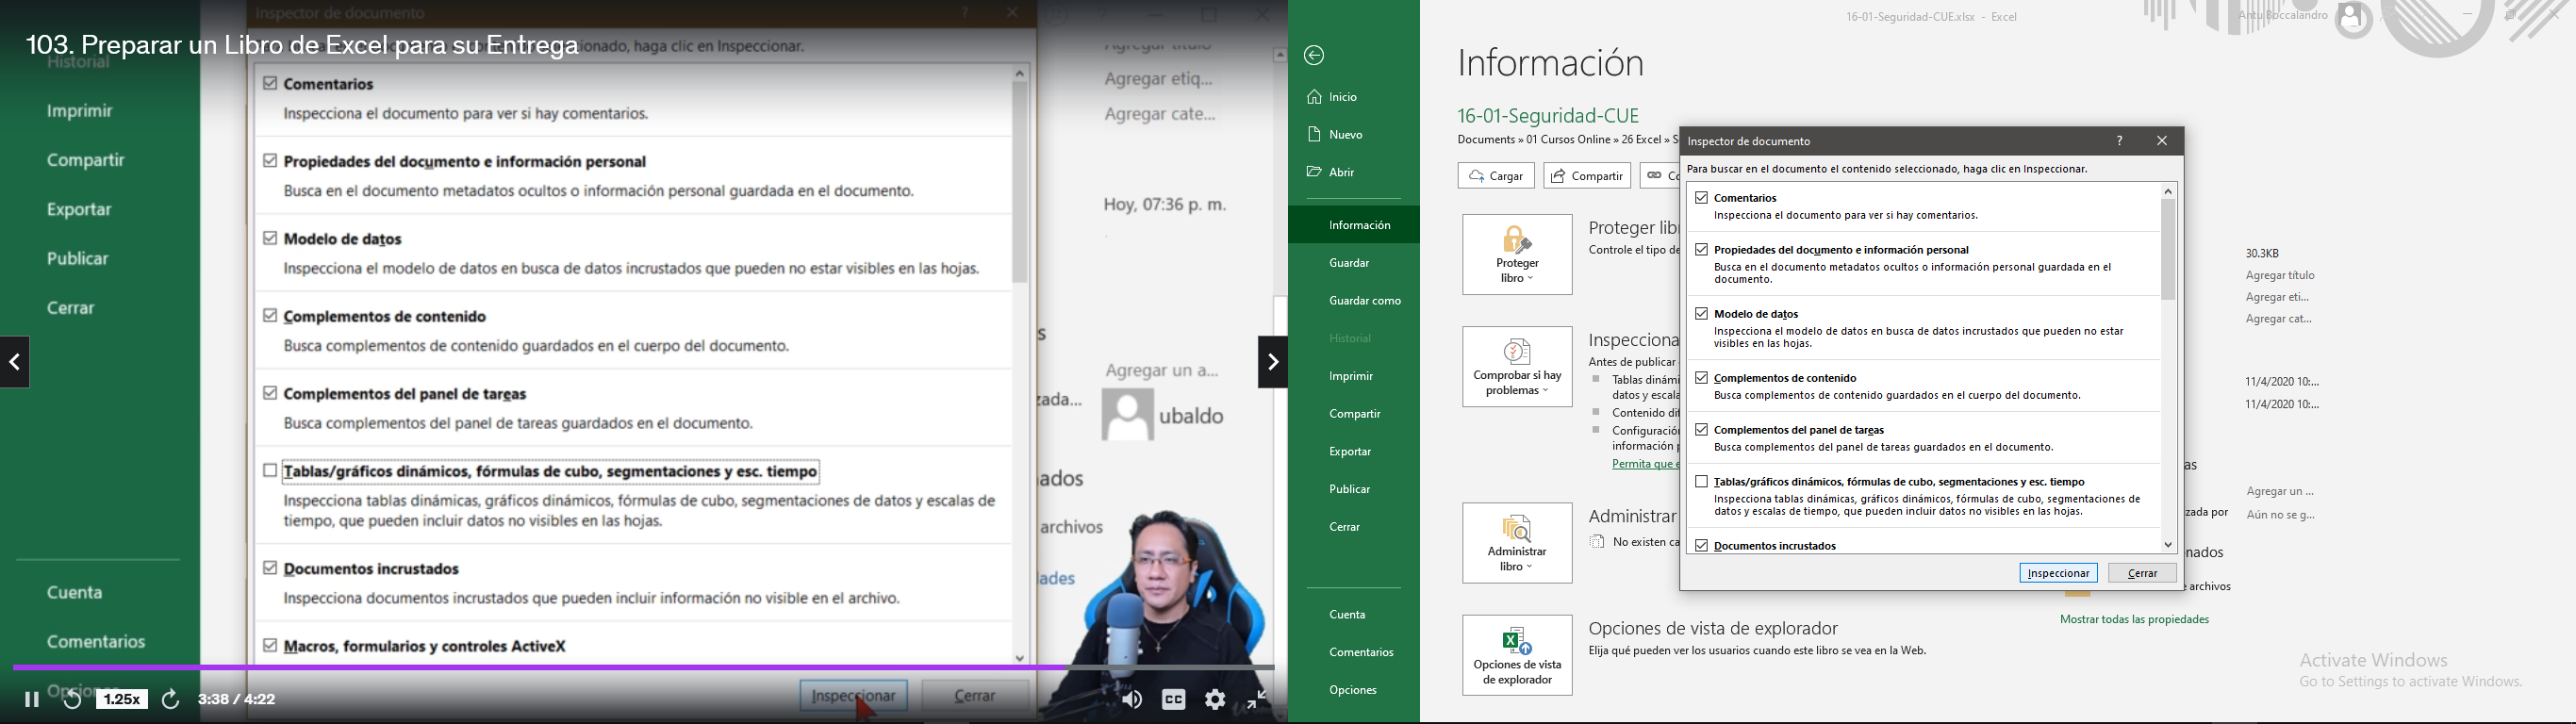 Inspector de documento
103. Preparar un Libro de Excel para su Entrega
haga clic en Inspeccionar.
Historial
Imprimir
Compartir
Exportar
Publicar
Cerrar
Cuenta
Comentarios
Comentarios
Inspecciona el documento para ver si hay comentarios.
Propiedades del documento e información personal
Busca en el documento metadatos ocultos o información personal guardada en el documento.
Modelo de datos
Inspecciona el modelo de datos en busca de datos incrustados que pueden no estar visibles en las hojas.
Complementos de contenido
Busca complementos de contenido guardados en el cuerpo del documento.
Complementos del panel de tareas
Busca complementos del panel de tareas guardados en el documento.
Tablas/gráficos dinámicos, fórmulas de cubo, segmentaciones y esc. tiempo
Inspecciona tablas dinámicas, gráficos dinámicos, fórmulas de cubo, segmentaciones de datos y escalas de
tiempo, que pueden incluir datos no visibles en las hojas.
Documentos incrustados
Inspecciona documentos incrustados que pueden incluir información no visible en el archivo.
Macros, formularios y controles ActiveX
Inspeccionar
Cerrar
Agregar título
Agregar etiq...
Agregar cate...
Hoy, 07:36 p. m.
Agregar un a...
zada...
ubaldo
ados
archivos
dades
1.25x
3:38 / 4:22
CC
16-01-Seguridad-CUE.xlsx - Excel
Antu Boccalandro
Inicio
Nuevo
Abrir
Información
Guardar
Guardar como
Historial
Imprimir
Compartir
Exportar
Publicar
Cerrar
Cuenta
Comentarios
Opciones
Información
16-01-Seguridad-CUE
Documents » 01 Cursos Online » 26 Excel » S
Cargar
Compartir
Co
Proteger
libro
Proteger libr
Controle el tipo de
Comprobar si hay
problemas
Inspecciona
Antes de publicar
Tablas dinámi
datos y escala
Contenido dif
Configuración
información p
Permita que e
Administrar
libro
Administrar
No existen ca
Opciones de vista
de explorador
Opciones de vista de explorador
Elija qué pueden ver los usuarios cuando este libro se vea en la Web.
Inspector de documento
?
Para buscar en el documento el contenido seleccionado, haga clic en Inspeccionar.
Comentarios
Inspecciona el documento para ver si hay comentarios.
Propiedades del documento e información personal
Busca en el documento metadatos ocultos o información personal guardada en el
documento.
Modelo de datos
Inspecciona el modelo de datos en busca de datos incrustados que pueden no estar
visibles en las hojas.
Complementos de contenido
Busca complementos de contenido guardados en el cuerpo del documento.
Complementos del panel de tareas
Busca complementos del panel de tareas guardados en el documento.
Tablas/gráficos dinámicos, fórmulas de cubo, segmentaciones y esc. tiempo
Inspecciona tablas dinámicas, gráficos dinámicos, fórmulas de cubo, segmentaciones de
datos y escalas de tiempo, que pueden incluir datos no visibles en las hojas.
Documentos incrustados
Inspeccionar
Cerrar
30.3KB
Agregar título
Agregar eti...
Agregar cat...
11/4/2020 10:...
11/4/2020 10:...
as
Agregar un ...
zada por
Aún no se g...
nados
e archivos
Mostrar todas las propiedades
Activate Windows
Go to Settings to activate Windows.